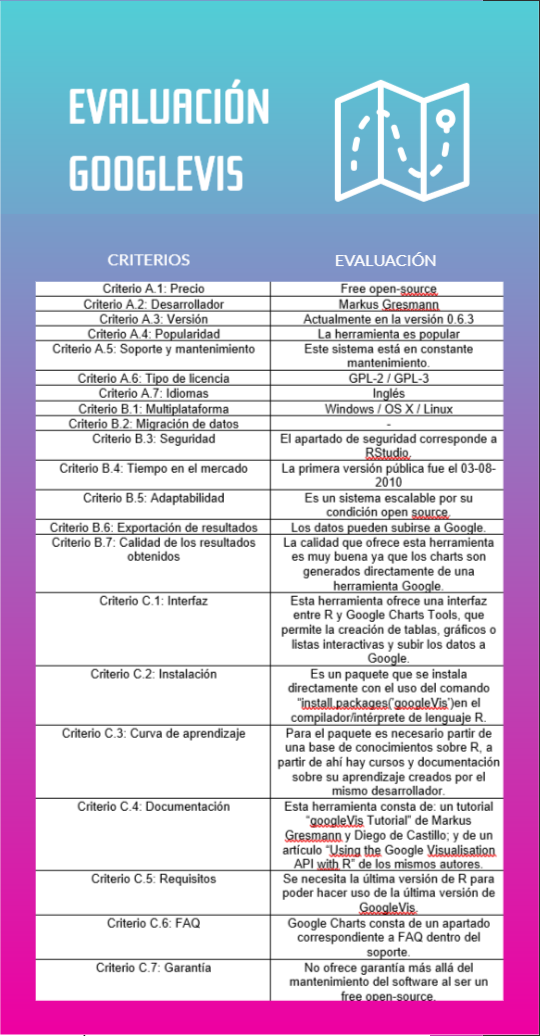 EVALUACIÓN
GOOGLEVIS
CRITERIOS
EVALUACIÓN
Criterio A.1: Precio
Free open-source
Criterio A.2: Desarrollador
Markus Gresmann
Criterio A.3: Versión
Actualmente en la versión 0.6.3
Criterio A.4: Popularidad
La herramienta es popular
Criterio A.5: Soporte y mantenimiento
Este sistema está en constante
mantenimiento.
Criterio A.6: Tipo de licencia
GPL-2 / GPL-3
Criterio A.7: Idiomas
Inglés
Criterio B.1: Multiplataforma
Windows / OS X / Linux
Criterio B.2: Migración de datos
-
Criterio B.3: Seguridad
El apartado de seguridad corresponde a
RStudio.
Criterio B.4: Tiempo en el mercado
La primera versión pública fue el 03-08-
2010
Criterio B.5: Adaptabilidad
Es un sistema escalable por su
condición open source.
Criterio B.6: Exportación de resultados
Los datos pueden subirse a Google.
Criterio B.7: Calidad de los resultados
obtenidos
La calidad que ofrece esta herramienta
es muy buena ya que los charts son
generados directamente de una
herramienta Google.
Criterio C.1: Interfaz
Esta herramienta ofrece una interfaz
entre R y Google Charts Tools, que
permite la creación de tablas, gráficos o
listas interactivas y subir los datos a
Google.
Criterio C.2: Instalación
Es un paquete que se instala
directamente con el uso del comando
“install.packages(’googleVis’)en el
compilador/intérprete de lenguaje R.
Criterio C.3: Curva de aprendizaje
Para el paquete es necesario partir de
una base de conocimientos sobre R, a
partir de ahí hay cursos y documentación
sobre su aprendizaje creados por el
mismo desarrollador.
Criterio C.4: Documentación
Esta herramienta consta de: un tutorial
“googleVis Tutorial” de Markus
Gresmann y Diego de Castillo; y de un
artículo “Using the Google Visualisation
API with R” de los mismos autores.
Criterio C.5: Requisitos
Se necesita la última versión de R para
poder hacer uso de la última versión de
GoogleVis.
Criterio C.6: FAQ
Google Charts consta de un apartado
correspondiente a FAQ dentro del
soporte.
Criterio C.7: Garantía
No ofrece garantía más allá del
mantenimiento del software al ser un
free open-source.